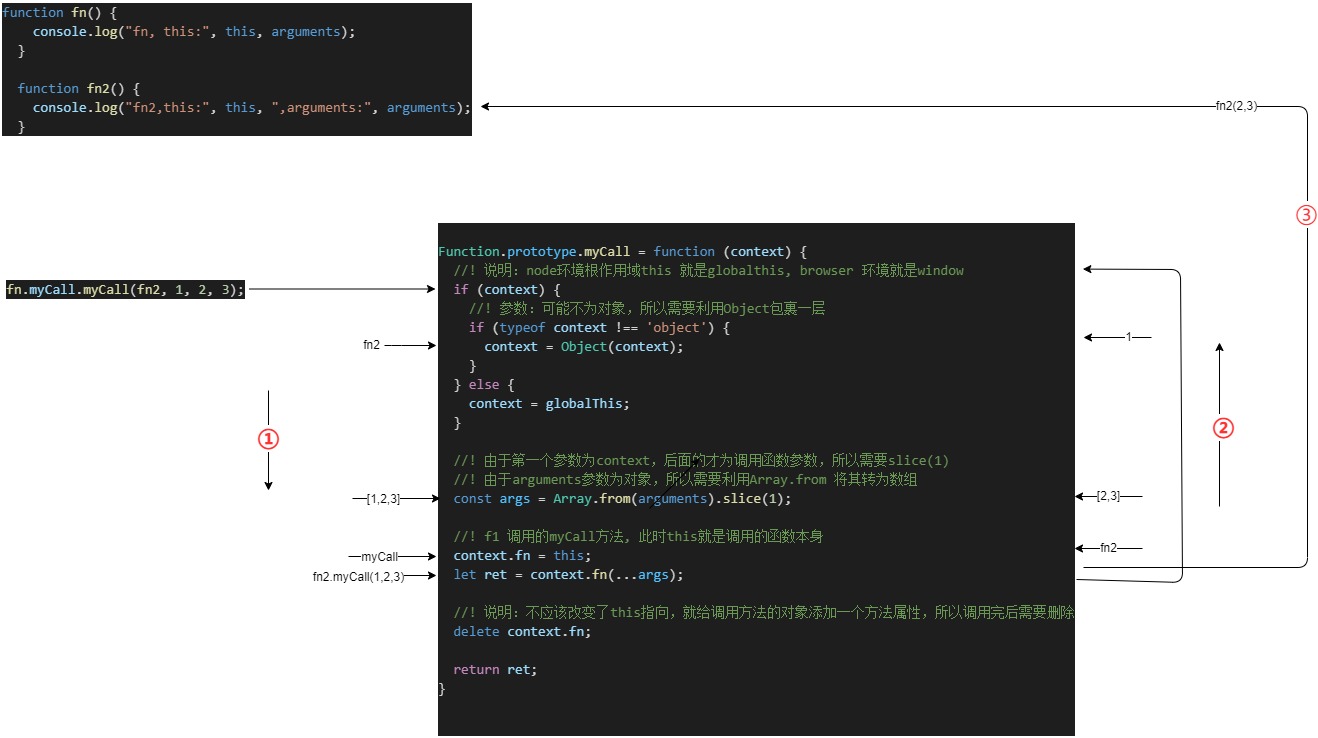 function fn() {
console.log("fn, this:", this, arguments);
}
function fn2() {
console.log("fn2,this:", this, ",arguments:", arguments);
}
fn2(2,3)
③
Function.prototype.myCall = function (context) {
//! 说明: node环境根作用域this 就是globalthis, browser 环境就是window
fn.myCall.myCall(fn2, 1, 2, 3);
if (context) {
//! 参数: 可能不为对象, 所以需要利用Object包裹一层
if (typeof context !== 'object') {
1
fn2
context = Object(context);
}
} else {
context = globalThis;
}
①
②
//! 由于第一个参数为context, 后面的才为调用函数参数, 所以需要slice(1)
//! 由于arguments参数为对象, 所以需要利用Array.from 将其转为数组
[1,2,3]
const args = Array.from(arguments).slice(1);
[2,3]
//! f1 调用的myCall方法, 此时this就是调用的函数本身
myCall
context.fn = this;
fn2
fn2.myCall(1,2,3)
let ret = context.fn(...args);
//! 说明: 不应该改变了this指向, 就给调用方法的对象添加一个方法属性, 所以调用完后需要删除
delete context.fn;
return ret;
}